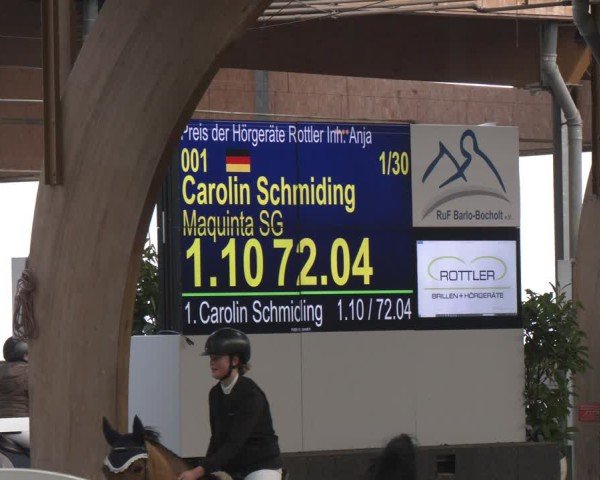 Preis der Hörgeräte Rottler Inh. Anja
001 1/30
Carolin Schmiding
Maquinta SG
1.10 72.04
1. Carolin Schmiding 1.10 / 72.04
RuF Barlo-Bocholt e.V.
ROTTLER
BRILLEN+HÖRGERÄTE